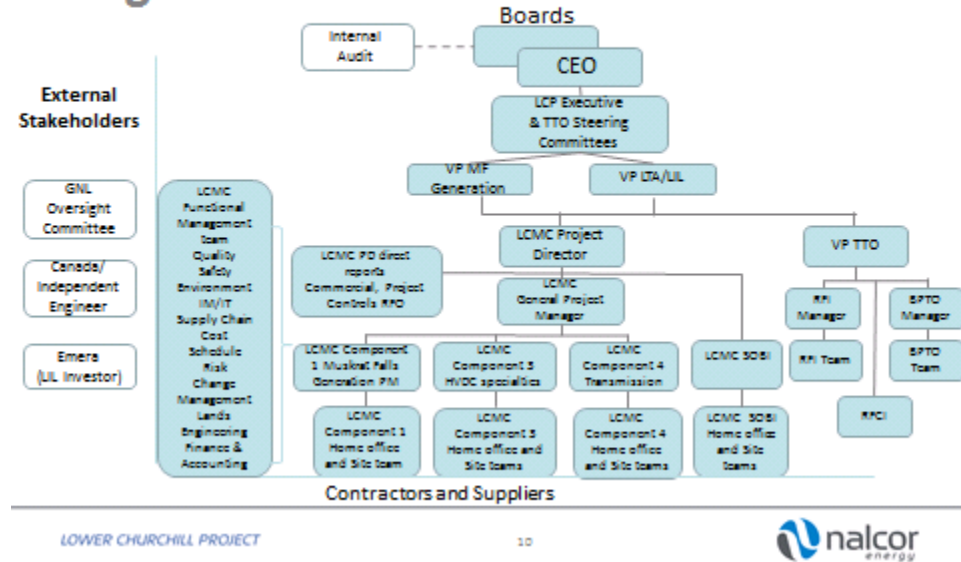 Boards
Internal
Audit
CEO
External
Stakeholders
LCP Executive
& TTO Steering
Committees
VP MF
Generation
VP LTA/LIL
GNL
Oversight
Committee
Canada/
Independent
Engineer
Emera
(LIL Investor)
LCMC
Functional
Management
team
Quality
Safety
Environment
IM/IT
Supply Chain
Cost
Schedule
Risk
Change
Management
Lands
Engineering
Finance &
Accounting
LCMC PD direct
reports
Commercial, Project
Controls RFO
LCMC Project
Director
VP TTO
LCMC
General Project
Manager
RFI
Manager
BPTO
Manager
LCMC Component
1 Muskrat Falls
Generation PM
LCMC
Component 3
HVDC specialties
LCMC
Component 4
Transmission
LCMC SOBI
RFI Team
BPTO
Team
LCMC
Component 1
Home office
and Site team
LCMC
Component 3
Home office and
Site teams
LCMC
Component 4
Home office
and Site teams
LCMC SOBI
Home office
and Site
teams
RFCI
Contractors and Suppliers
LOWER CHURCHILL PROJECT
10
nalcor
energy